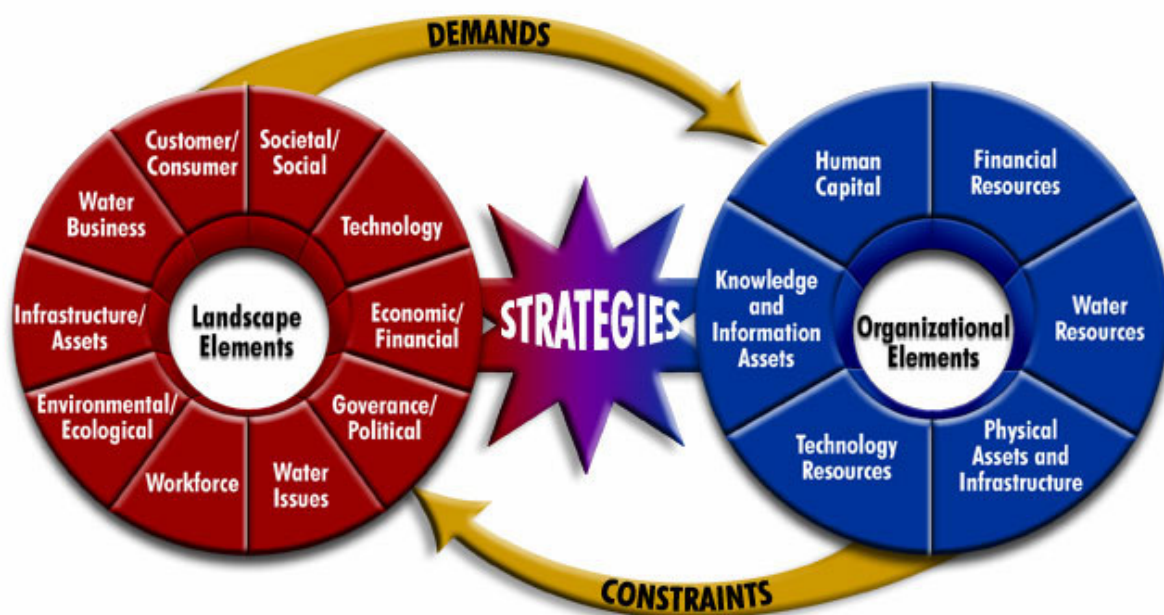 DEMANDS
Customer/
Consumer
Societal/
Social
Technology
Economic/
Financial
Goverance/
Political
Water
Issues
Workforce
Environmental/
Ecological
Infrastructure/
Assets
Water
Business
Landscape
Elements
STRATEGIES
Human
Capital
Financial
Resources
Water
Resources
Physical
Assets and
Infrastructure
Technology
Resources
Knowledge
and
Information
Assets
Organizational
Elements
CONSTRAINTS